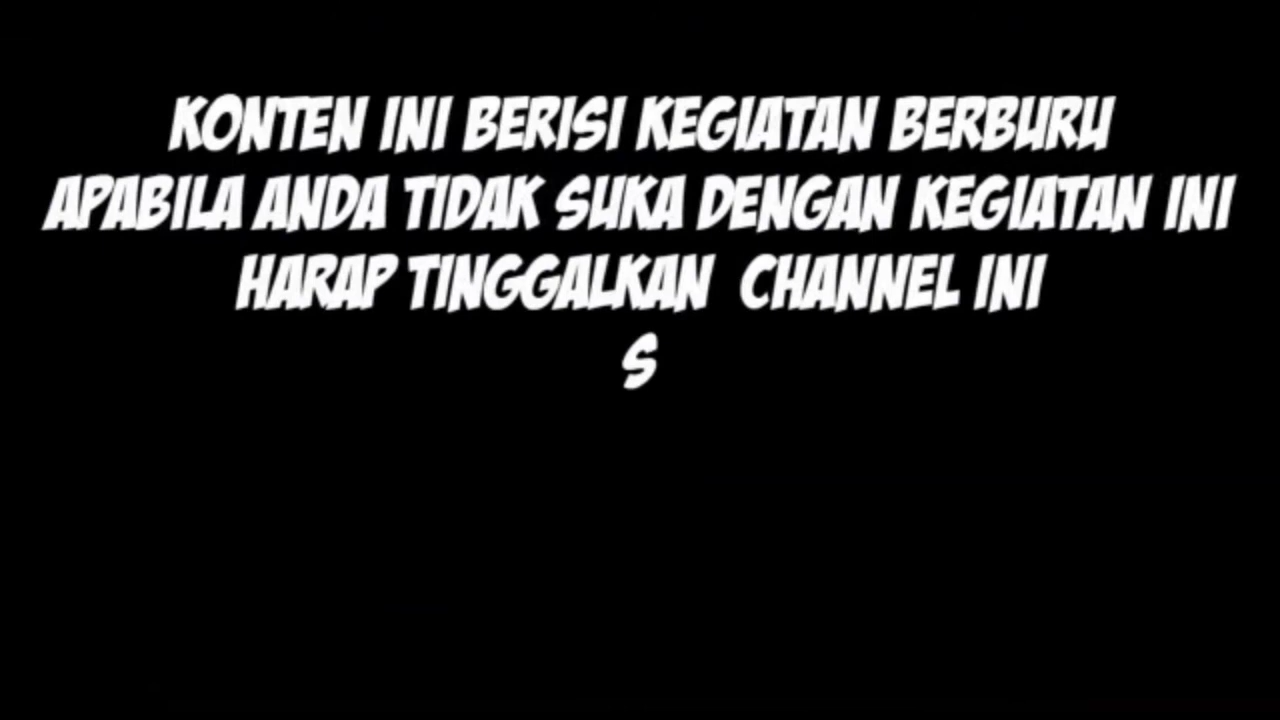 KONTEN INI BERISI KEGIATAN BERBURU
APABILA ANDA TIDAK SUKA DENGAN KEGIATAN INI
HARAP TINGGALKAN CHANNEL INI
S